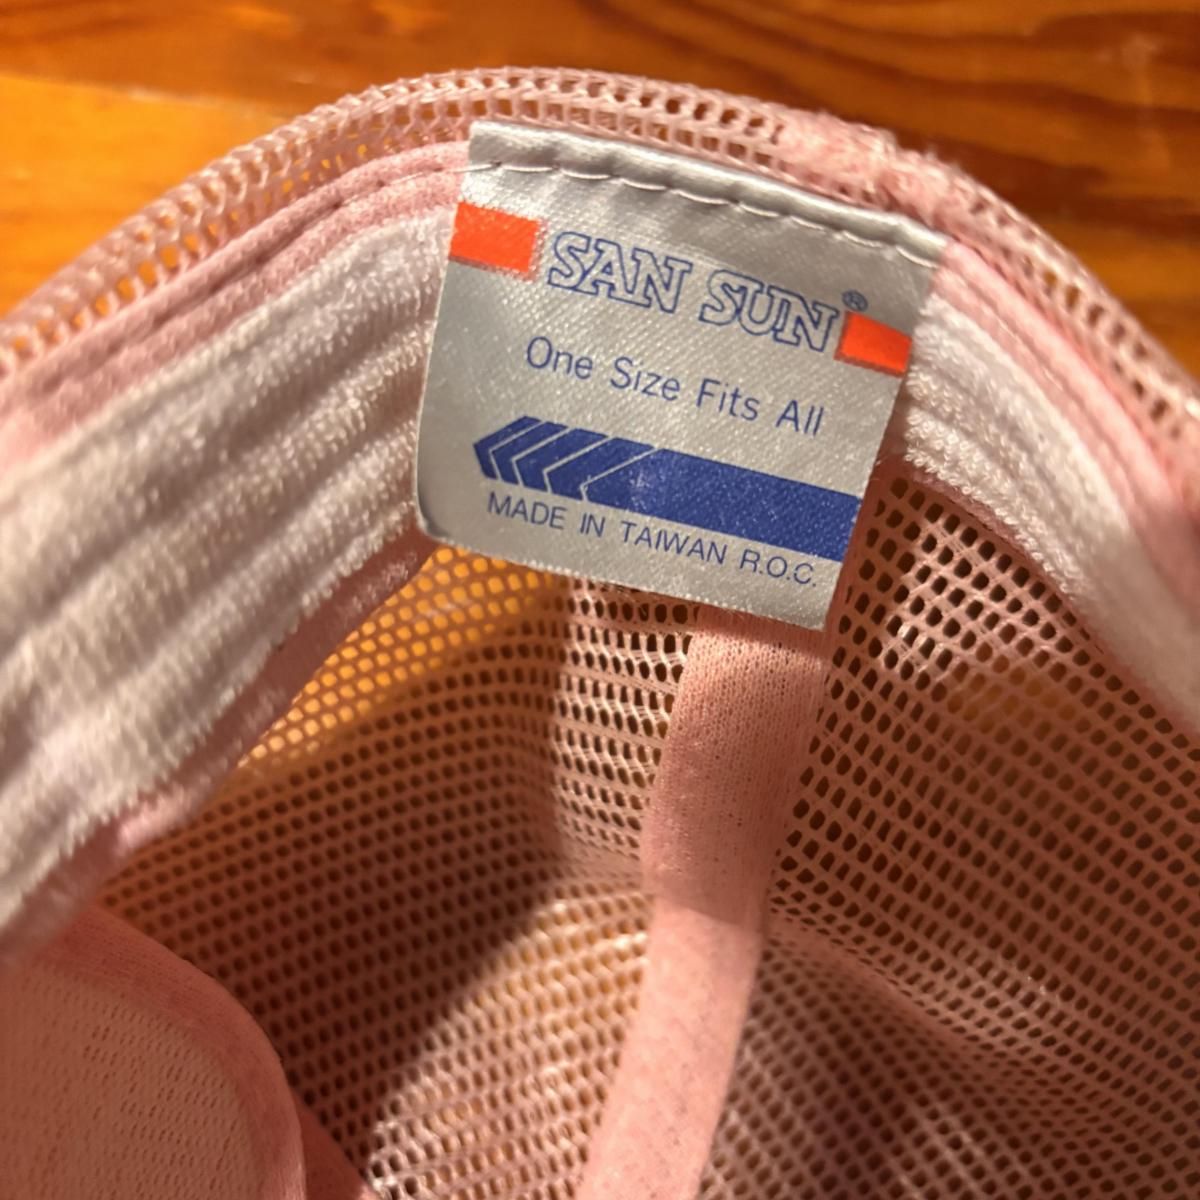 SAN SUN®
One Size Fits All
MADE IN TAIWAN R.O.C.